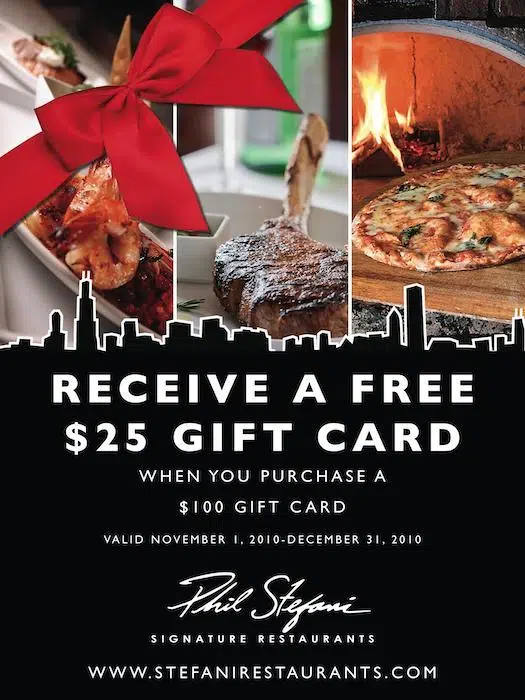 RECEIVE A FREE
$25 GIFT CARD
WHEN YOU PURCHASE A
$100 GIFT CARD
VALID NOVEMBER 1, 2010-DECEMBER 31, 2010
Phil Stefani
SIGNATURE RESTAURANTS
WWW.STEFANIRESTAURANTS.COM